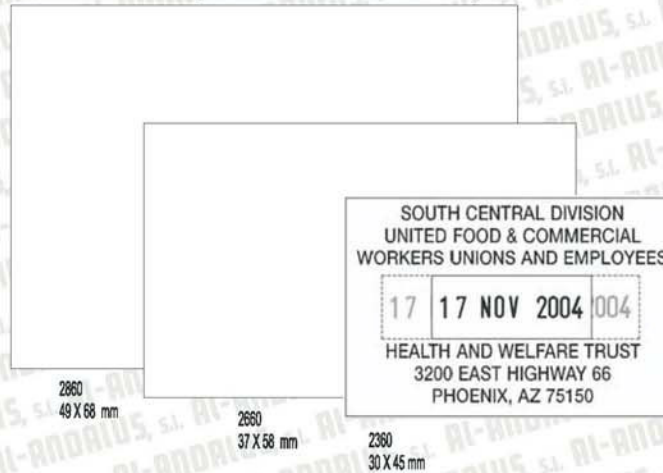 SOUTH CENTRAL DIVISION
UNITED FOOD & COMMERCIAL
WORKERS UNIONS AND EMPLOYEES
17 17 NOV 2004 004
HEALTH AND WELFARE TRUST
3200 EAST HIGHWAY 66
PHOENIX, AZ 75150
2860
49 X 68 mm
2660
37 X 58 mm
2360
30 X 45 mm
Al-ANDALUS, s.l.